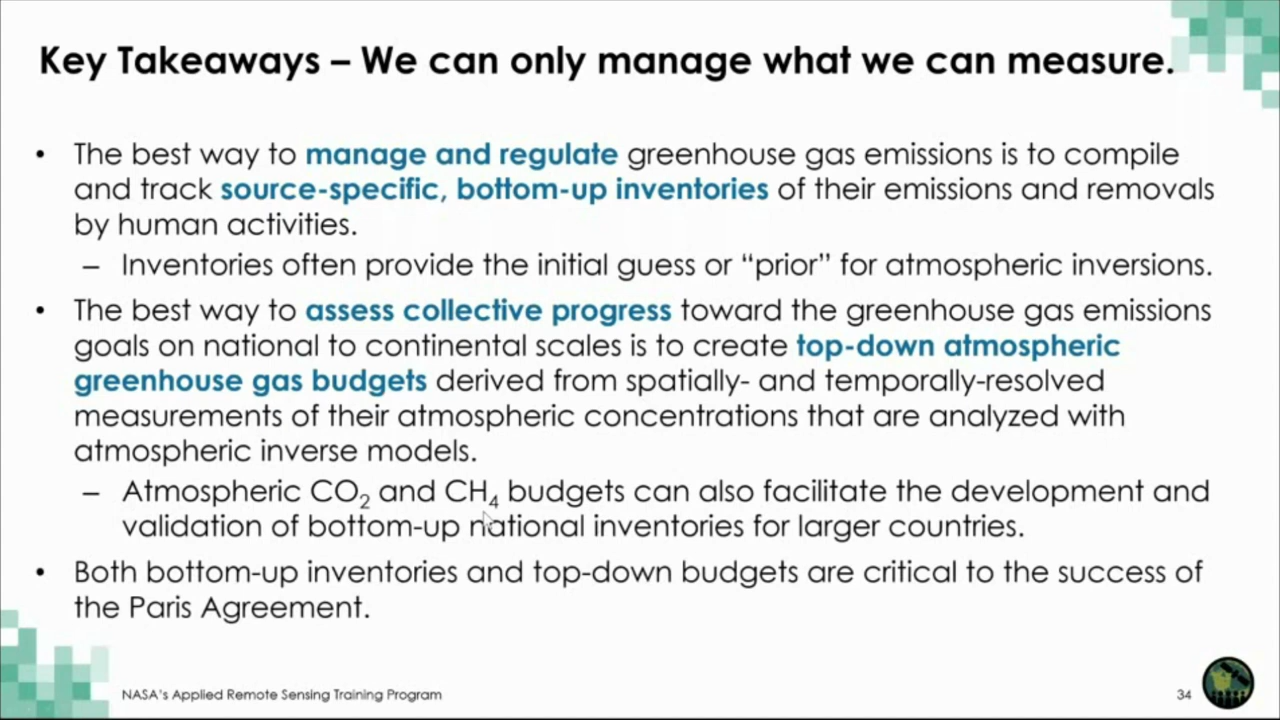 Key Takeaways – We can only manage what we can measure.
• The best way to manage and regulate greenhouse gas emissions is to compile
and track source-specific, bottom-up inventories of their emissions and removals
by human activities.
– Inventories often provide the initial guess or “prior” for atmospheric inversions.
• The best way to assess collective progress toward the greenhouse gas emissions
goals on national to continental scales is to create top-down atmospheric
greenhouse gas budgets derived from spatially- and temporally-resolved
measurements of their atmospheric concentrations that are analyzed with
atmospheric inverse models.
– Atmospheric CO₂ and CH₄ budgets can also facilitate the development and
validation of bottom-up national inventories for larger countries.
• Both bottom-up inventories and top-down budgets are critical to the success of
the Paris Agreement.
NASA’s Applied Remote Sensing Training Program
34